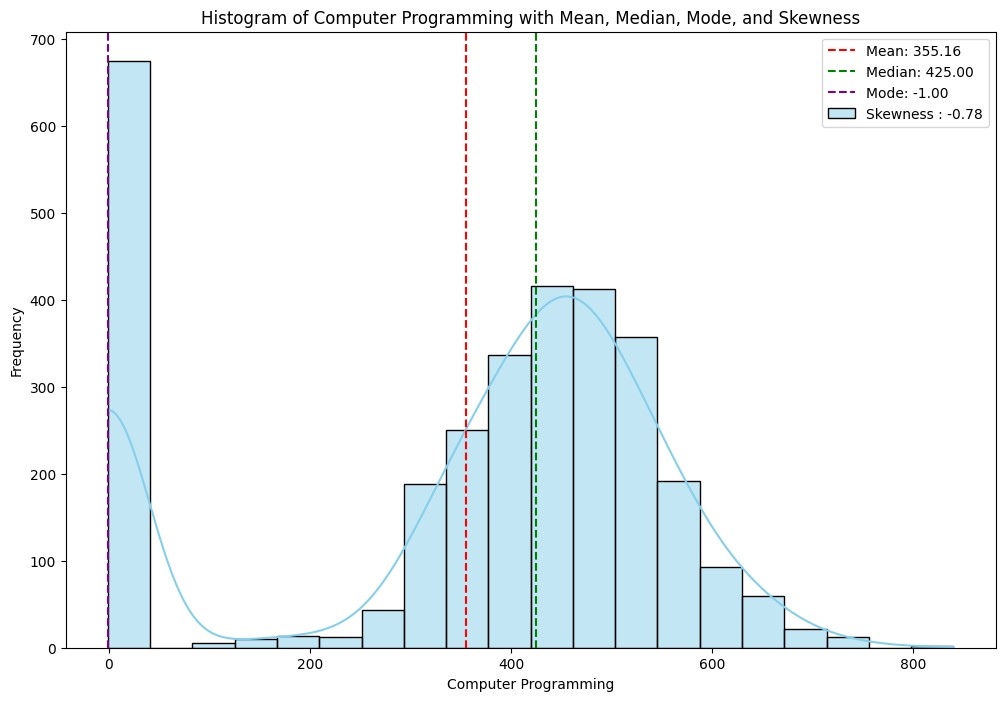 Histogram of Computer Programming with Mean, Median, Mode, and Skewness
Mean: 355.16
Median: 425.00
Mode: -1.00
Skewness : -0.78
Frequency
700
600
500
400
300
200
100
0
0 200 400 600 800
Computer Programming